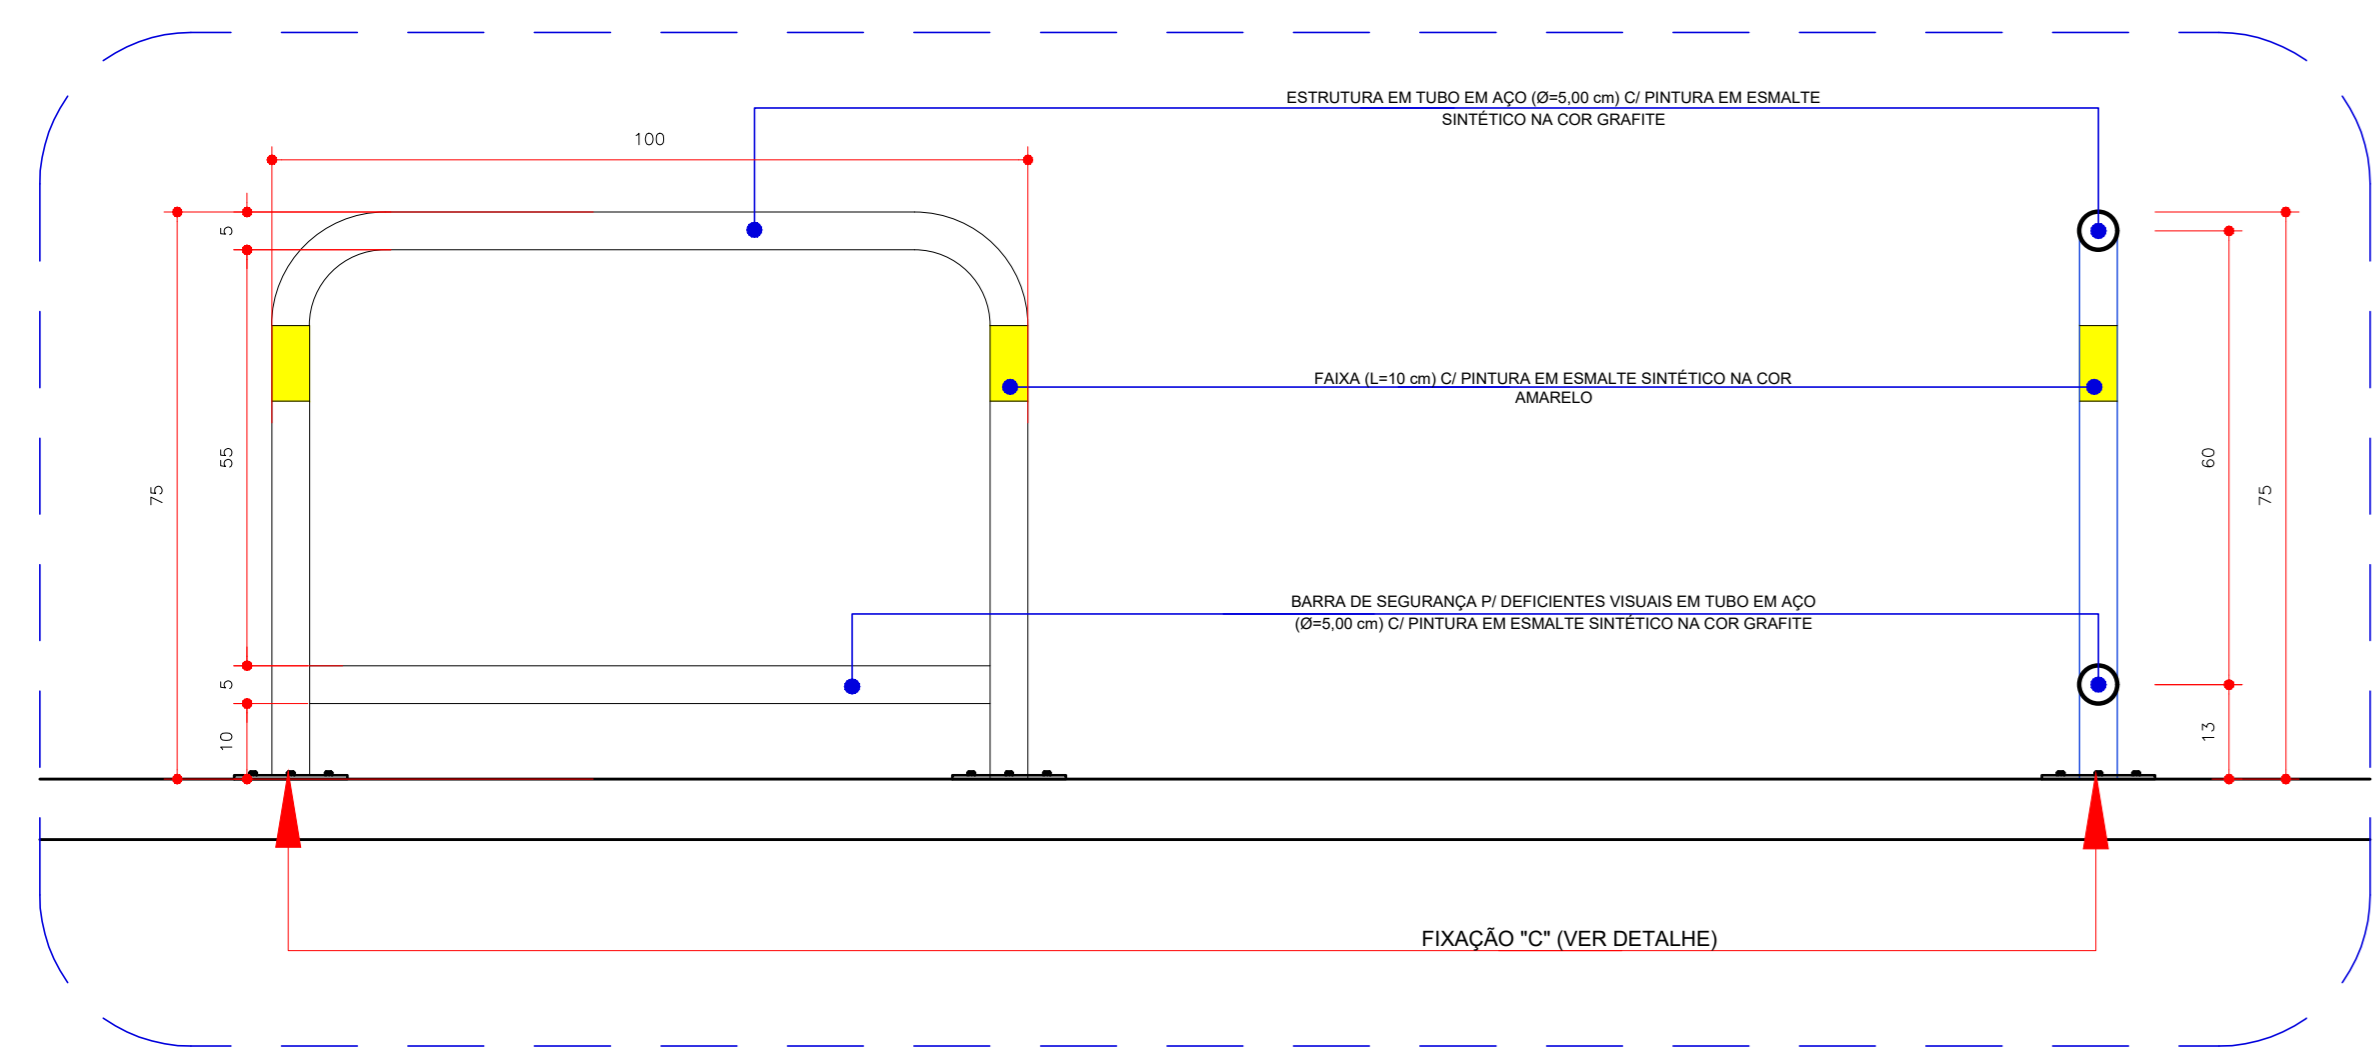 ESTRUTURA EM TUBO EM AÇO (Ø=5,00 cm) C/ PINTURA EM ESMALTE
SINTÉTICO NA COR GRAFITE
100
5
55
75
5
10
FAIXA (L=10 cm) C/ PINTURA EM ESMALTE SINTÉTICO NA COR
AMARELO
60
75
BARRA DE SEGURANÇA P/ DEFICIENTES VISUAIS EM TUBO EM AÇO
(Ø=5,00 cm) C/ PINTURA EM ESMALTE SINTÉTICO NA COR GRAFITE
13
FIXAÇÃO "C" (VER DETALHE)